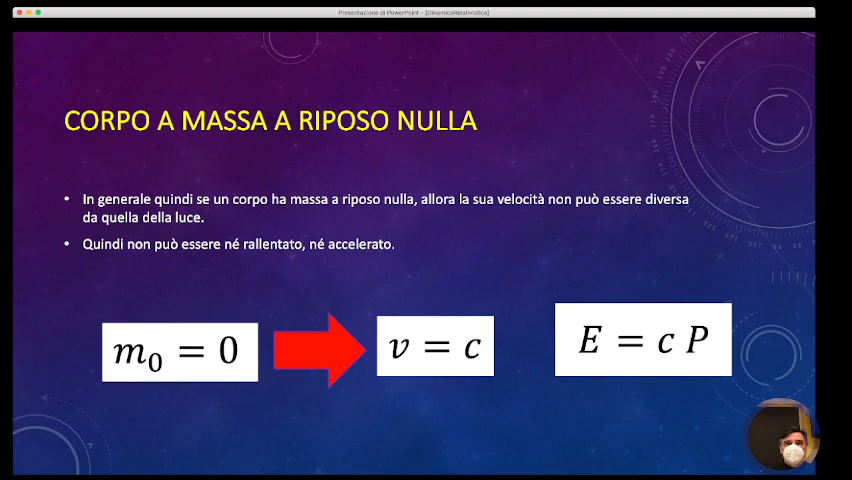 Presentazione di PowerPoint - [DinamicaRelativistica]
CORPO A MASSA A RIPOSO NULLA
• In generale quindi se un corpo ha massa a riposo nulla, allora la sua velocità non può essere diversa
da quella della luce.
• Quindi non può essere né rallentato, né accelerato.
m₀ = 0
v = c
E = c P